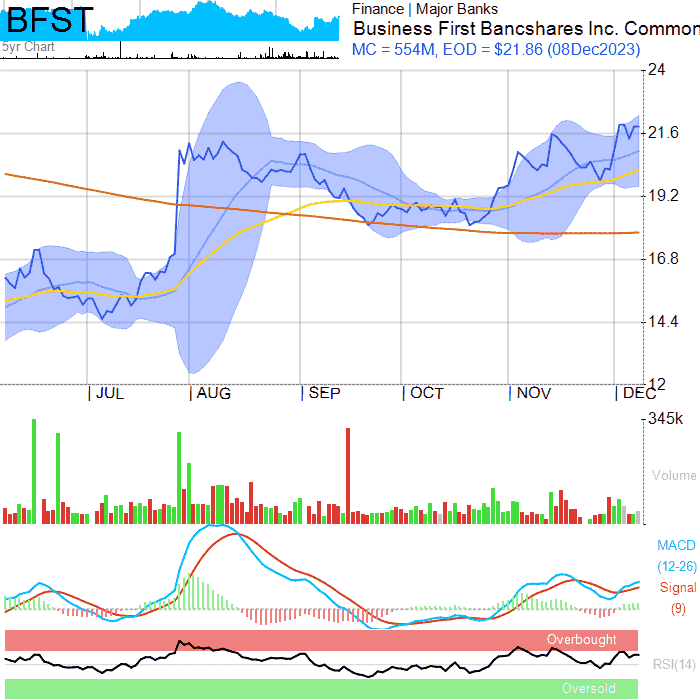 BFST
5yr Chart
Finance | Major Banks
Business First Bancshares Inc. Common
MC = 554M, EOD = $21.86 (08Dec2023)
24
21.6
19.2
16.8
14.4
12
JUL
AUG
SEP
OCT
NOV
DEC
345k
Volume
MACD
(12-26)
Signal
(9)
Overbought
RSI(14)
Oversold